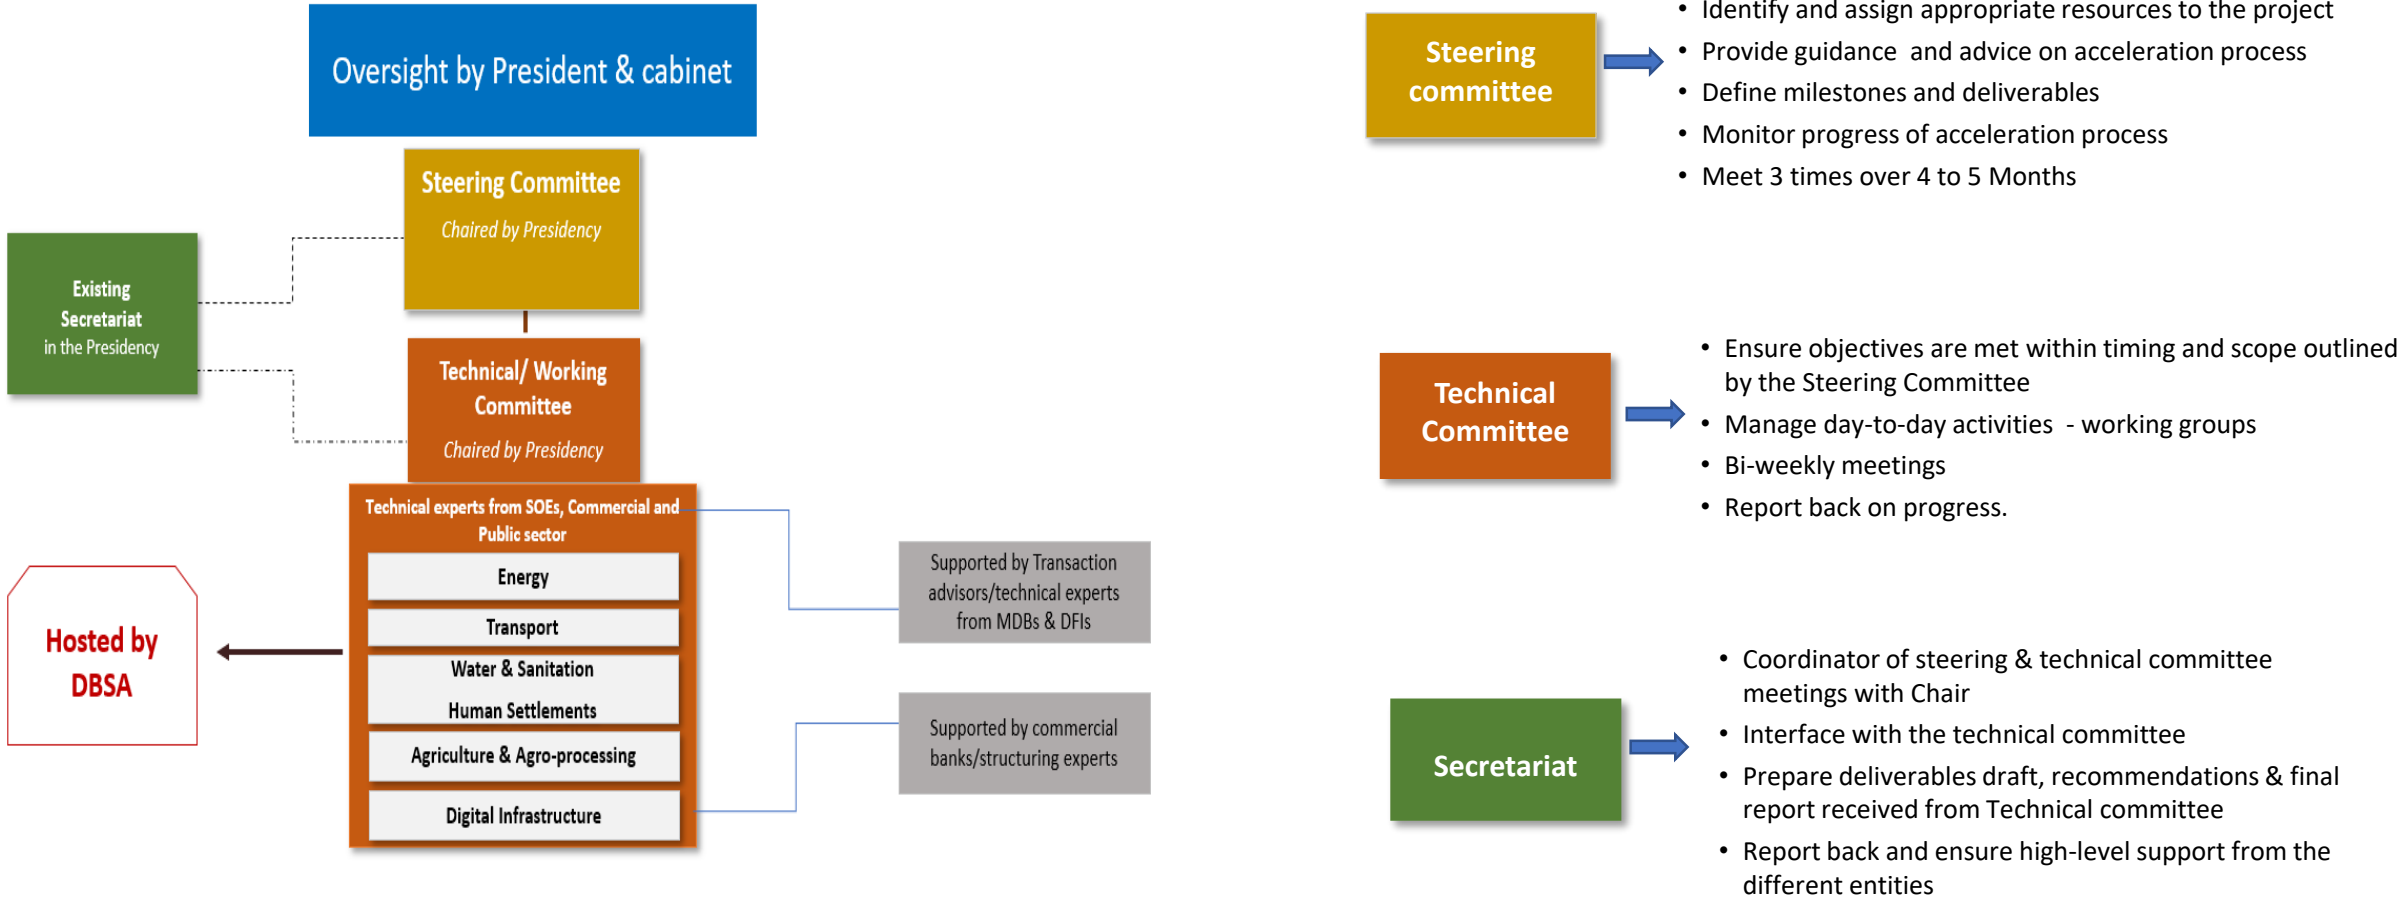 Oversight by President & cabinet
Steering Committee
Chaired by Presidency
Existing
Secretariat
in the Presidency
Technical/ Working
Committee
Chaired by Presidency
Technical experts from SOEs, Commercial and
Public sector
Energy
Transport
Water & Sanitation
Human Settlements
Agriculture & Agro-processing
Digital Infrastructure
Hosted by
DBSA
Supported by Transaction
advisors/technical experts
from MDBs & DFIs
Supported by commercial
banks/structuring experts
Steering
committee
• Identify and assign appropriate resources to the project
• Provide guidance and advice on acceleration process
• Define milestones and deliverables
• Monitor progress of acceleration process
• Meet 3 times over 4 to 5 Months
Technical
Committee
• Ensure objectives are met within timing and scope outlined
by the Steering Committee
• Manage day-to-day activities - working groups
• Bi-weekly meetings
• Report back on progress.
Secretariat
• Coordinator of steering & technical committee
meetings with Chair
• Interface with the technical committee
• Prepare deliverables draft, recommendations & final
report received from Technical committee
• Report back and ensure high-level support from the
different entities